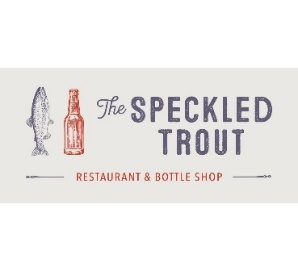 The SPECKLED
TROUT
RESTAURANT & BOTTLE SHOP